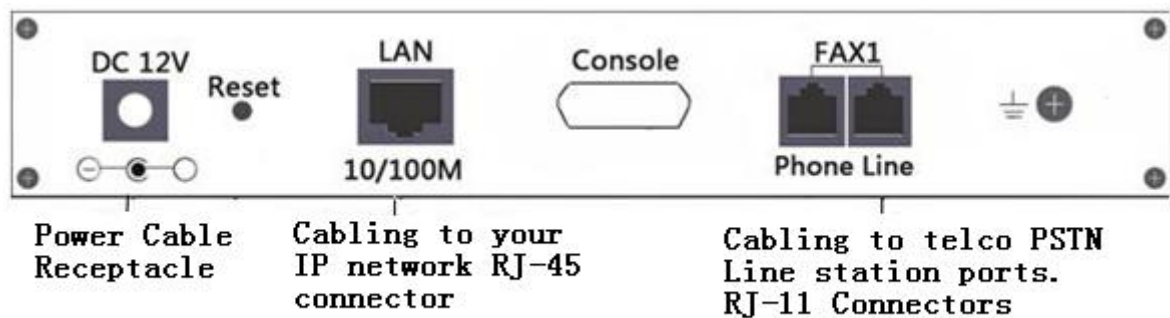 DC 12V
Reset
LAN
10/100M
Console
FAX1
Phone Line
Power Cable
Receptacle
Cabling to your
IP network RJ-45
connector
Cabling to telco PSTN
Line station ports.
RJ-11 Connectors